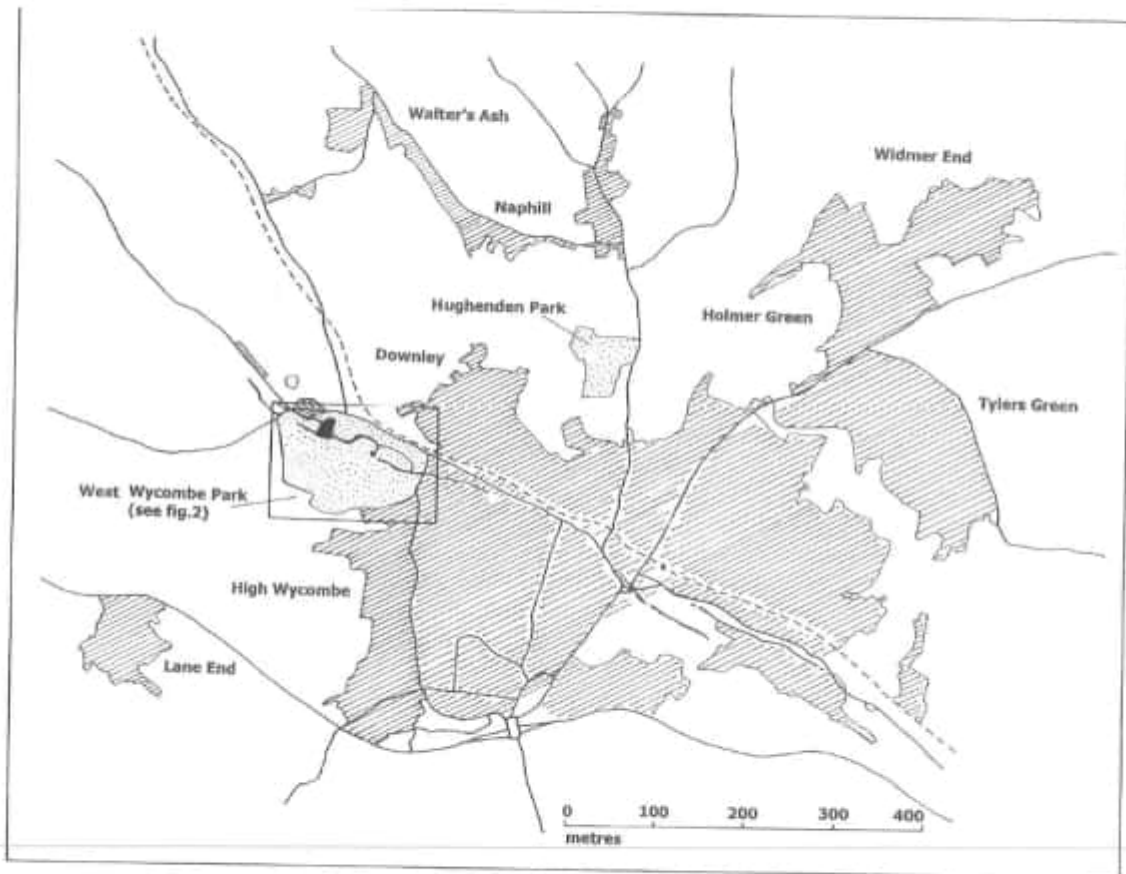 Walter's Ash
Widmer End
Naphill
Hughenden Park
Holmer Green
Downley
Tylers Green
West Wycombe Park
(see fig.2)
High Wycombe
Lane End
0 100 200 300 400
metres